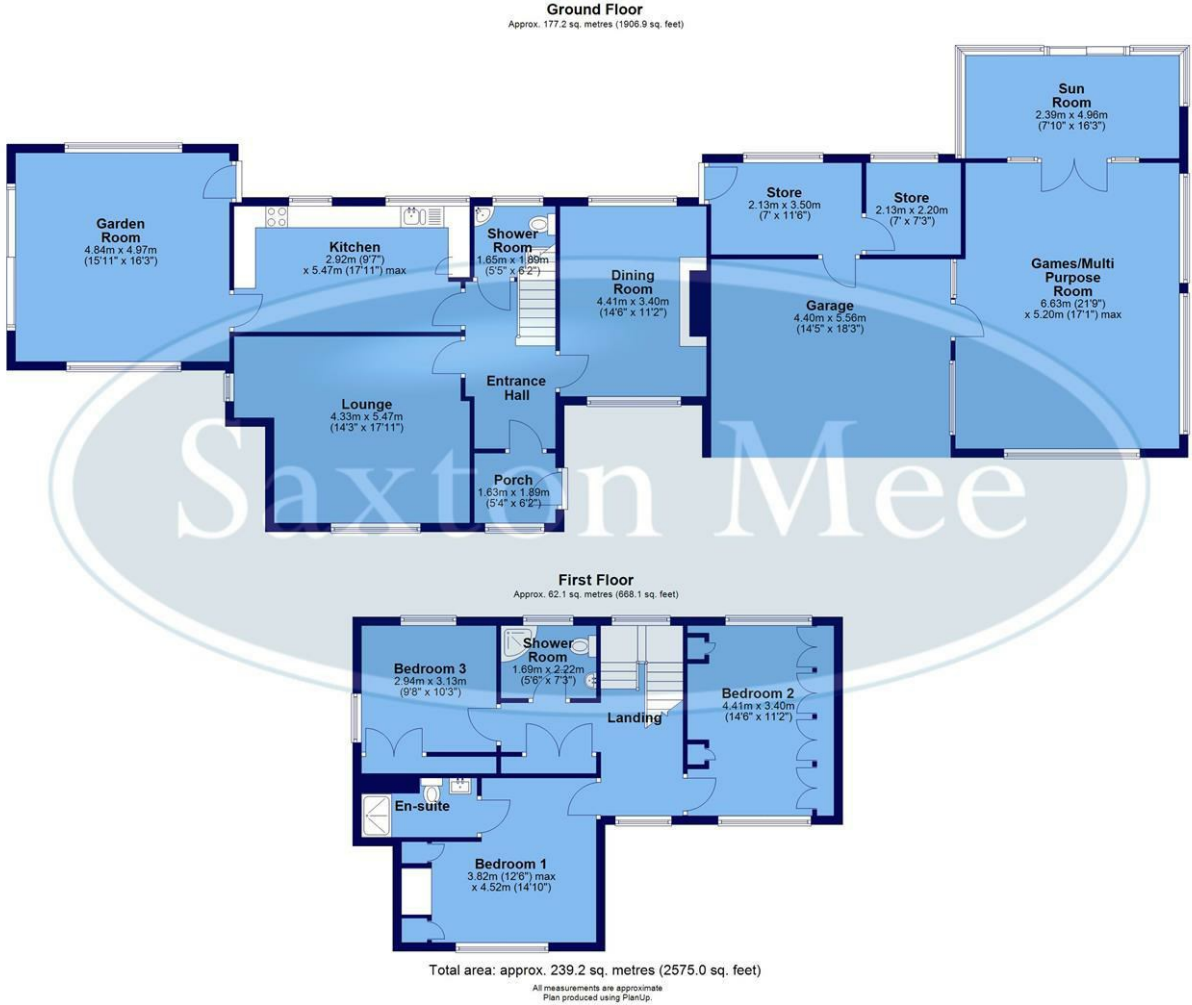 Ground Floor
Approx. 177.2 sq. metres (1906.9 sq. feet)
Sun
Room
2.39m x 4.96m
(7'10" x 16'3")
Garden
Room
4.84m x 4.97m
(15'11" x 16'3")
Kitchen
2.92m (9'7")
x 5.47m (17'11") max
Shower
Room
1.65m x 1.89m
(5'5" x 6'2")
Dining
Room
4.41m x 3.40m
(14'6" x 11'2")
Store
2.13m x 3.50m
(7' x 11'6")
Store
2.13m x 2.20m
(7' x 7'3")
Garage
4.40m x 5.56m
(14'5" x 18'3")
Games/Multi
Purpose
Room
6.63m (21'9")
x 5.20m (17'1") max
Lounge
4.33m x 5.47m
(14'3" x 17'11")
Entrance
Hall
Porch
1.63m x 1.89m
(5'4" x 6'2")
Saxton Mee
First Floor
Approx. 62.1 sq. metres (668.1 sq. feet)
Bedroom 3
2.94m x 3.13m
(9'8" x 10'3")
Shower
Room
1.69m x 2.22m
(5'6" x 7'3")
Landing
Bedroom 2
4.41m x 3.40m
(14'6" x 11'2")
En-suite
Bedroom 1
3.82m (12'6") max
x 4.52m (14'10")
Total area: approx. 239.2 sq. metres (2575.0 sq. feet)
All measurements are approximate
Plan produced using PlanUp.